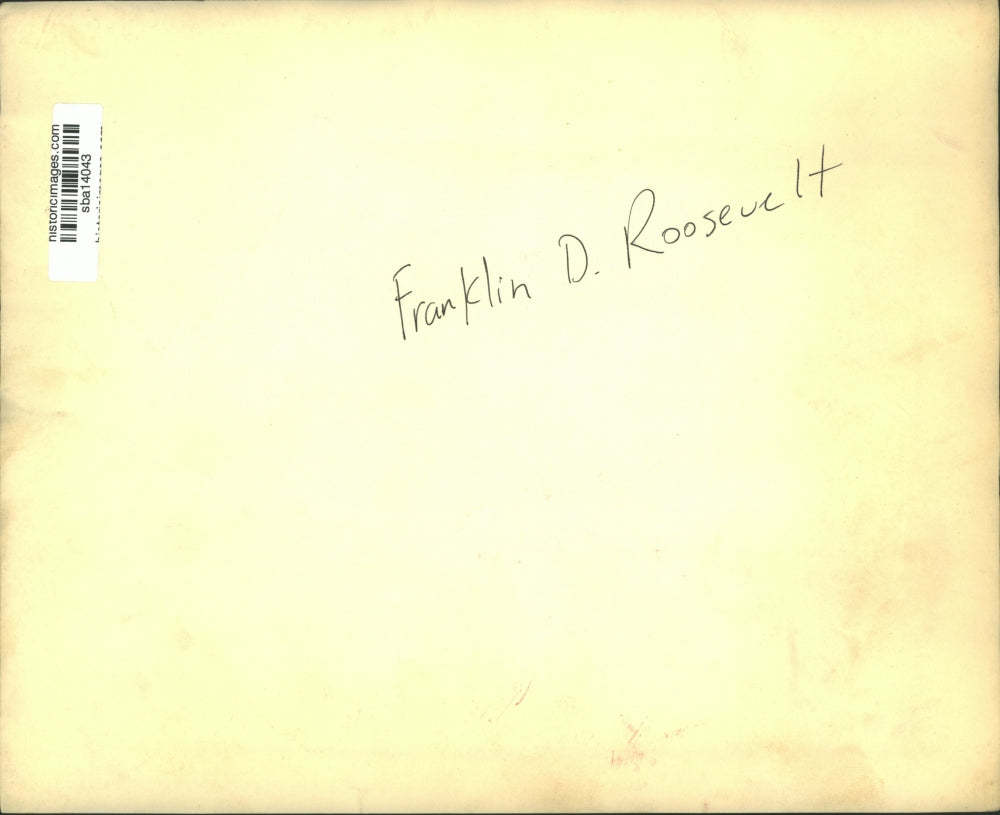 Franklin D. Roosevelt
historicimages.com
sba14043